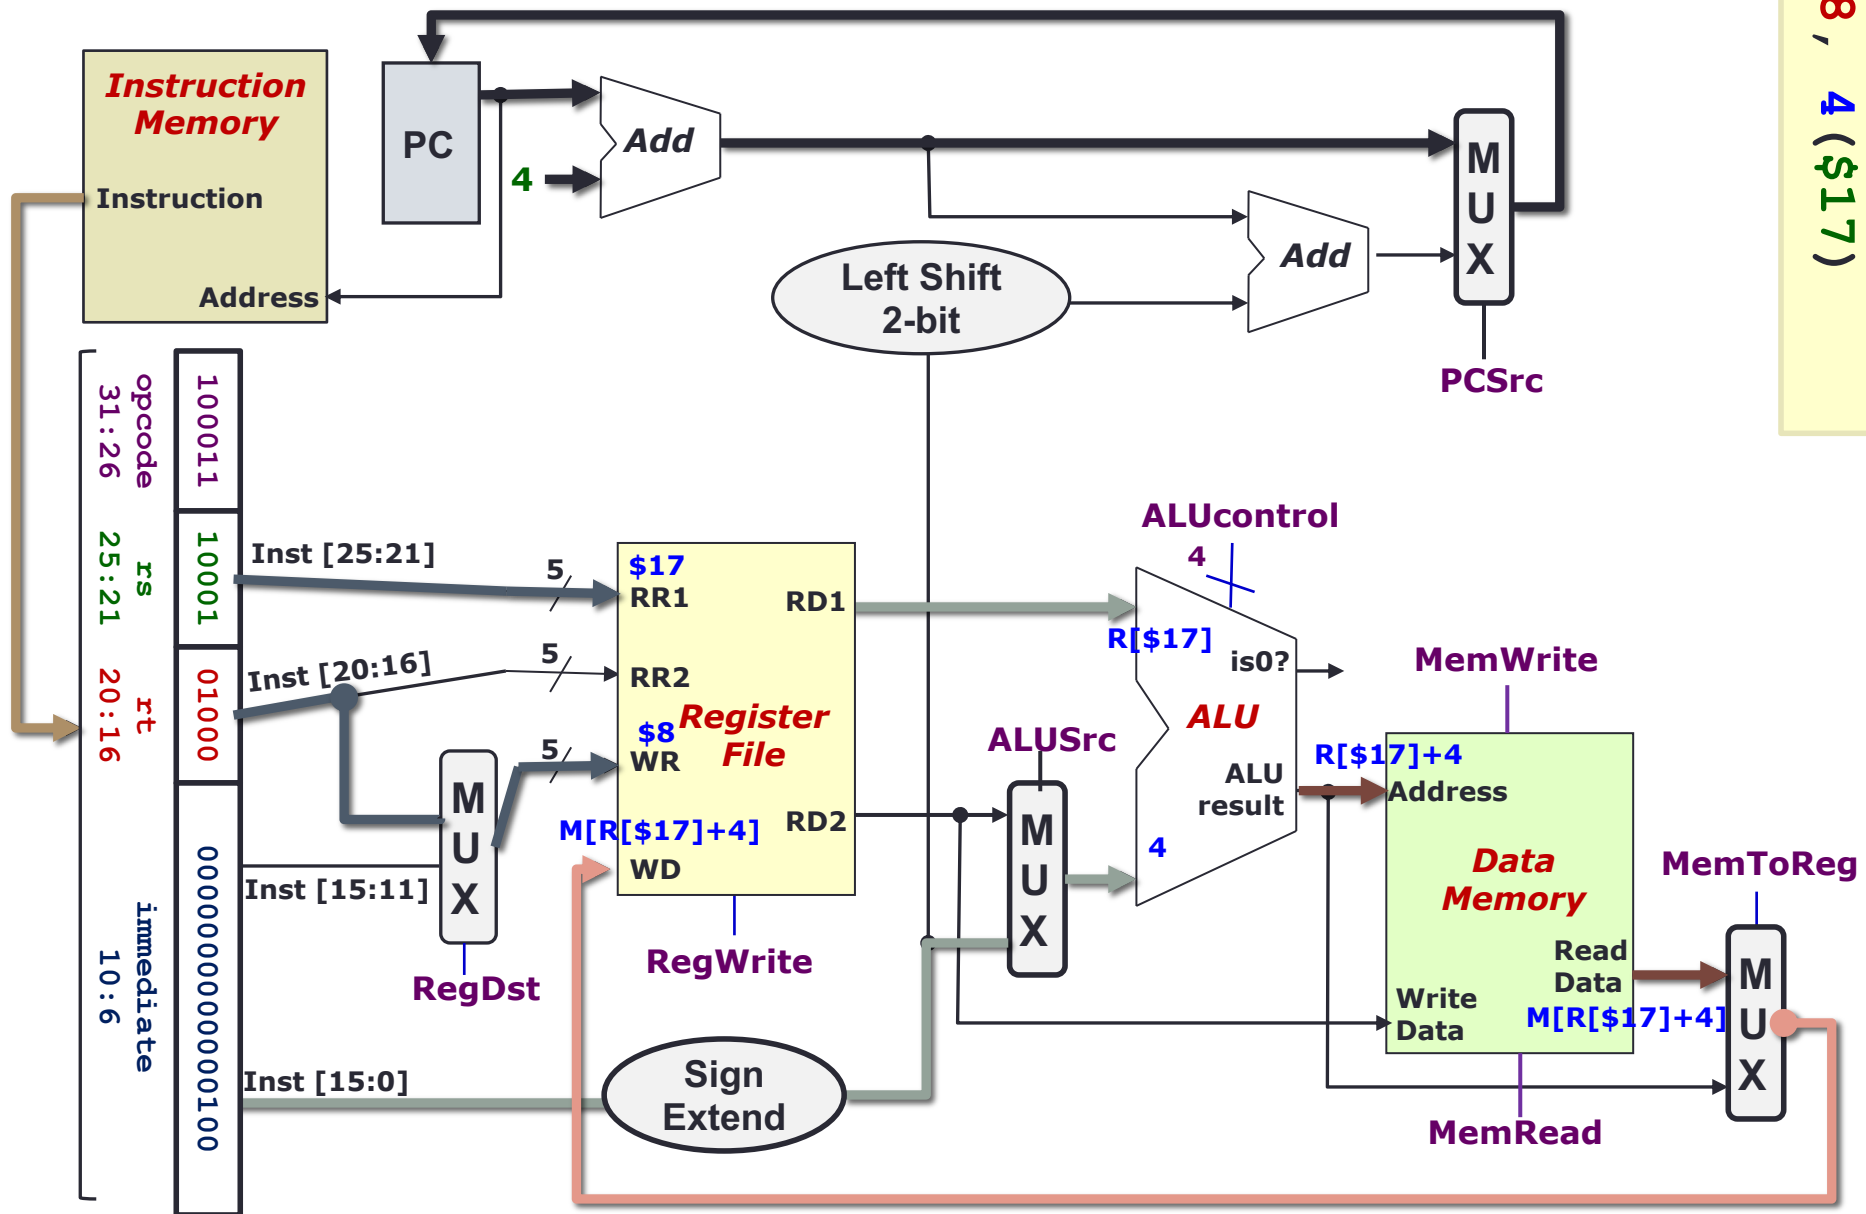 8, 4($17)
Instruction
Memory
Instruction
Address
PC
4
Add
Left Shift
2-bit
Add
M
U
X
PCSrc
opcode
31:26
100011
rs
25:21
10001
rt
20:16
01000
immediate
10:6
0000000000000100
Inst [25:21]
5
Inst [20:16]
5
5
Inst [15:11]
Inst [15:0]
M
U
X
RegDst
$17
RR1
RD1
RR2
Register
File
$8
WR
M[R[$17]+4]
RD2
WD
RegWrite
Sign
Extend
ALUSrc
M
U
X
ALUcontrol
4
R[$17]
is0?
ALU
ALU
result
4
MemWrite
R[$17]+4
Address
Data
Memory
Read
Data
Write
Data
M[R[$17]+4]
MemRead
MemToReg
M
U
X